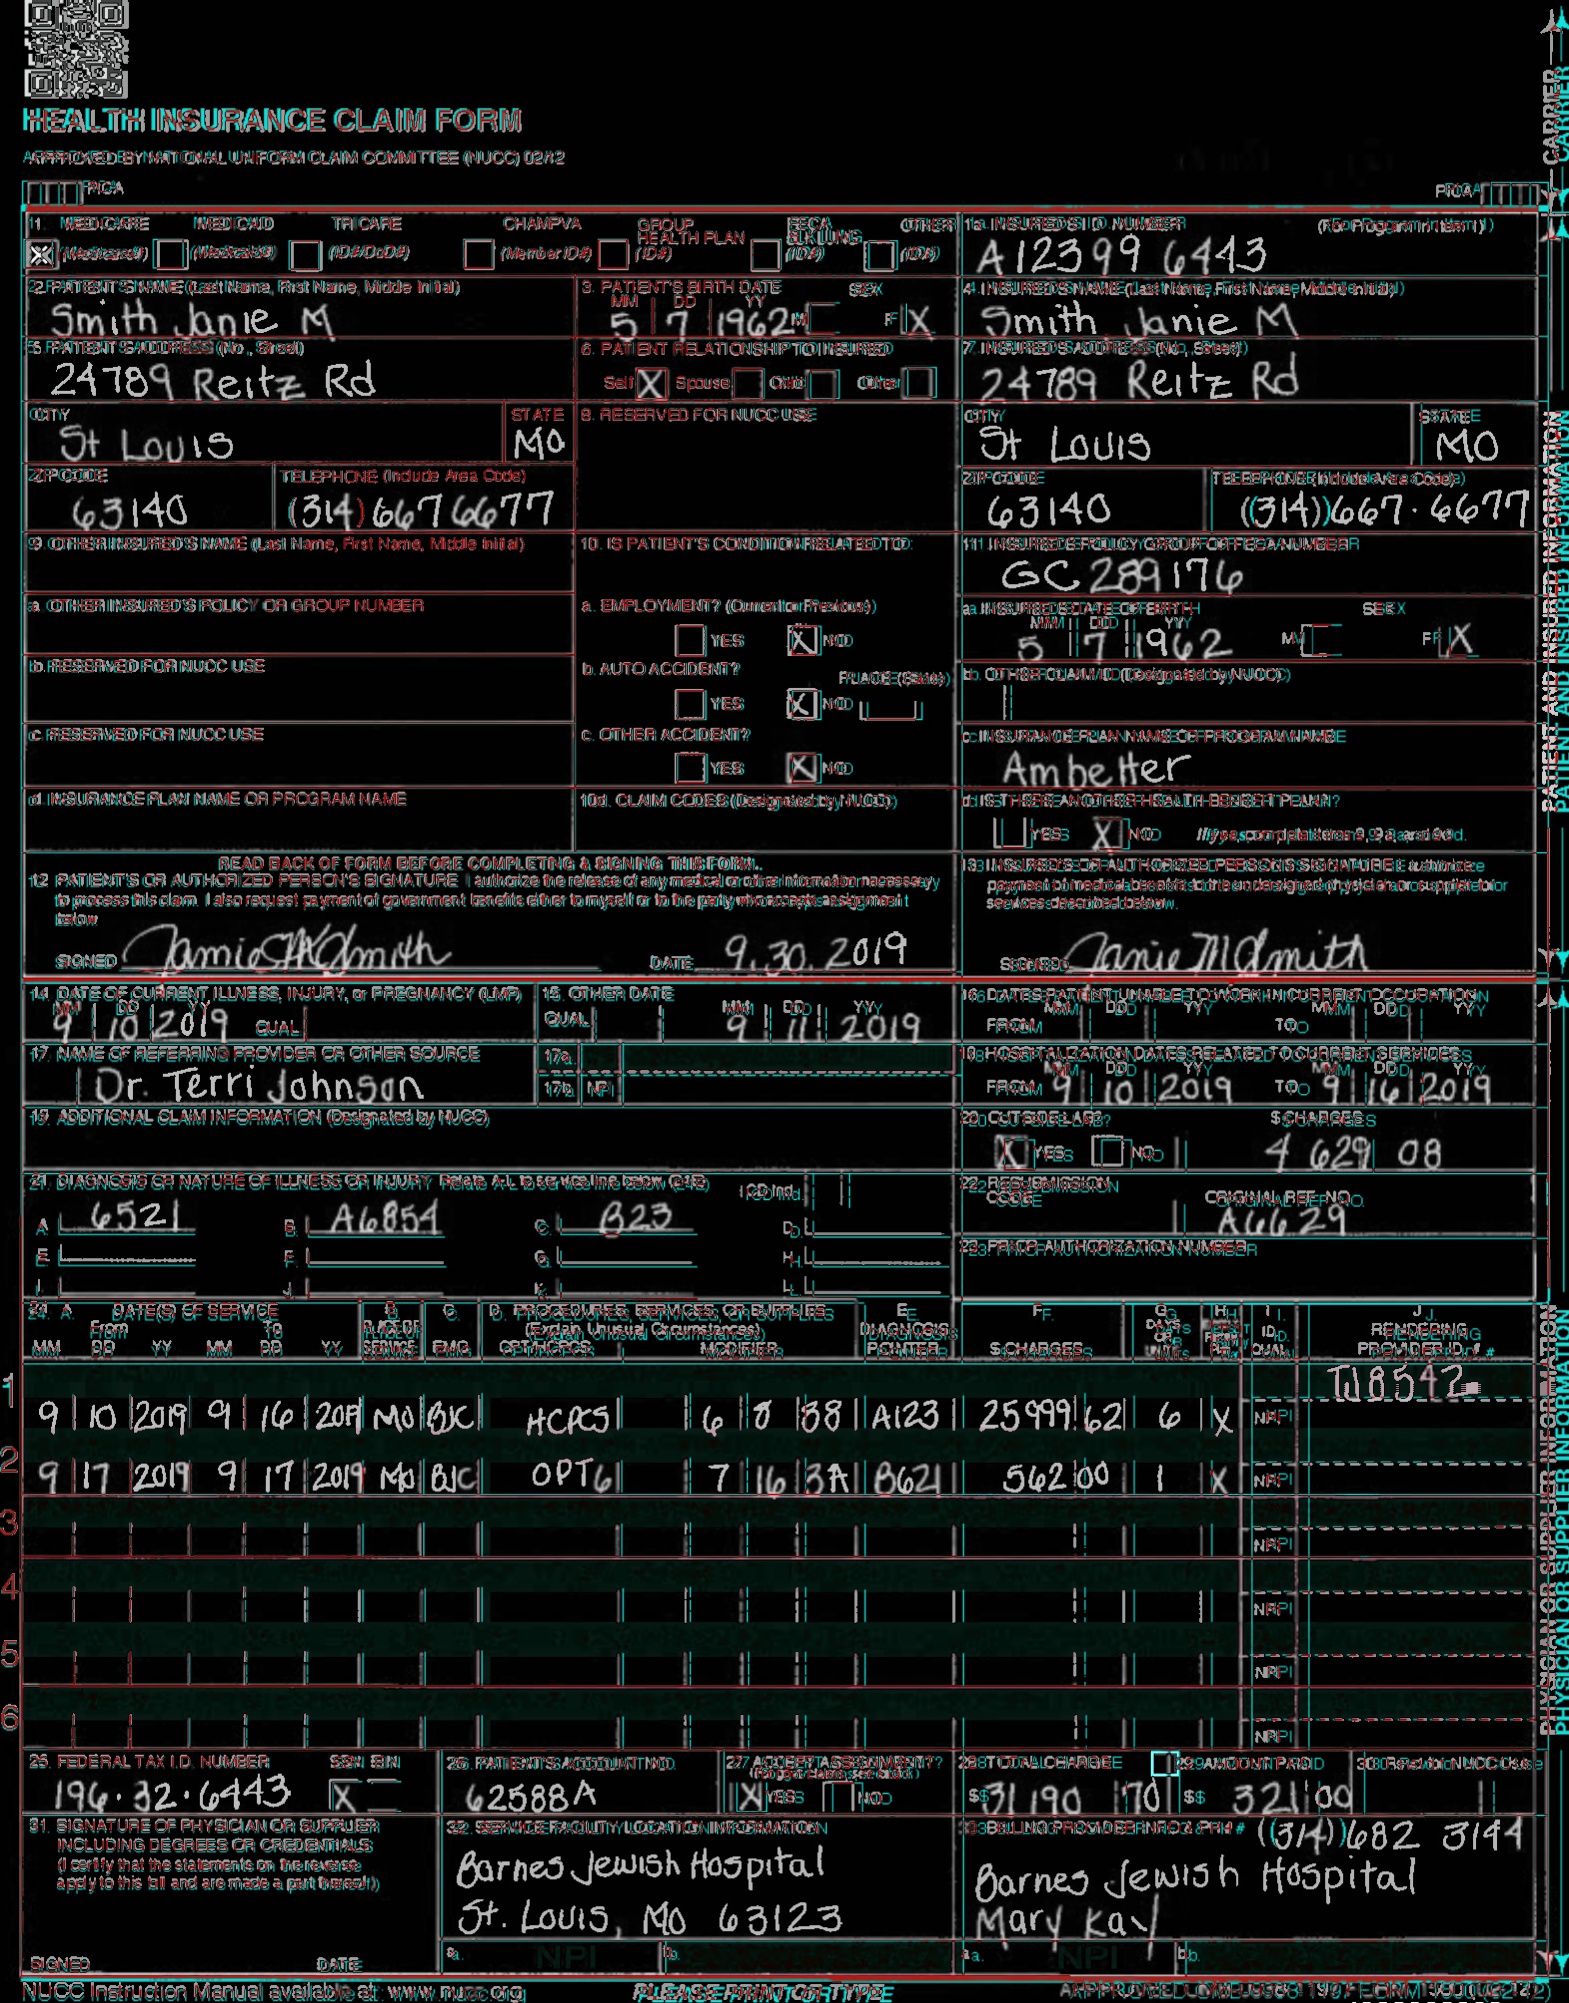 HEALTH INSURANCE CLAIM FORM
APPROVED BY NATIONAL UNIFORM CLAIM COMMITTEE (NUCC) 02/12
PICA PICA
CARRIER
1. MEDICARE MEDICAID TRICARE CHAMPVA GROUP HEALTH PLAN FECA BLK LUNG OTHER 1a. INSURED'S I.D. NUMBER (For Program in Item 1)
X (Medicare#) (Medicaid#) (ID#/DoD#) (Member ID#) (ID#) (ID#) (ID#) A12399 6443
2. PATIENT'S NAME (Last Name, First Name, Middle Initial) 3. PATIENT'S BIRTH DATE SEX 4. INSURED'S NAME (Last Name, First Name, Middle Initial)
MM DD YY
Smith Janie M 5 7 1962 M F X Smith Janie M
5. PATIENT'S ADDRESS (No., Street) 6. PATIENT RELATIONSHIP TO INSURED 7. INSURED'S ADDRESS (No., Street)
24789 Reitz Rd Self X Spouse Child Other 24789 Reitz Rd
CITY STATE 8. RESERVED FOR NUCC USE CITY STATE
St Louis MO St Louis MO
ZIP CODE TELEPHONE (Include Area Code) ZIP CODE TELEPHONE (Include Area Code)
63140 (314) 667 6677 63140 (314) 667.6677
9. OTHER INSURED'S NAME (Last Name, First Name, Middle Initial) 10. IS PATIENT'S CONDITION RELATED TO: 11. INSURED'S POLICY GROUP OR FECA NUMBER
GC 289176
a. OTHER INSURED'S POLICY OR GROUP NUMBER a. EMPLOYMENT? (Current or Previous) a. INSURED'S DATE OF BIRTH SEX
MM DD YY
YES X NO 5 7 1962 M F X
b. RESERVED FOR NUCC USE b. AUTO ACCIDENT? PLACE (State) b. OTHER CLAIM ID (Designated by NUCC)
YES X NO
c. RESERVED FOR NUCC USE c. OTHER ACCIDENT? c. INSURANCE PLAN NAME OR PROGRAM NAME
YES X NO Ambetter
d. INSURANCE PLAN NAME OR PROGRAM NAME 10d. CLAIM CODES (Designated by NUCC) d. IS THERE ANOTHER HEALTH BENEFIT PLAN?
YES X NO If yes, complete items 9, 9a, and 9d.
READ BACK OF FORM BEFORE COMPLETING & SIGNING THIS FORM.
12. PATIENT'S OR AUTHORIZED PERSON'S SIGNATURE I authorize the release of any medical or other information necessary
to process this claim. I also request payment of government benefits either to myself or to the party who accepts assignment
below.
13. INSURED'S OR AUTHORIZED PERSON'S SIGNATURE I authorize
payment of medical benefits to the undersigned physician or supplier for
services described below.
SIGNED Jamie M Smith DATE 9.30.2019 SIGNED Janie M Smith
PATIENT AND INSURED INFORMATION
14. DATE OF CURRENT ILLNESS, INJURY, or PREGNANCY (LMP) 15. OTHER DATE 16. DATES PATIENT UNABLE TO WORK IN CURRENT OCCUPATION
MM DD YY MM DD YY MM DD YY MM DD YY
9 10 2019 QUAL. QUAL. 9 11 2019 FROM TO
17. NAME OF REFERRING PROVIDER OR OTHER SOURCE 17a. 18. HOSPITALIZATION DATES RELATED TO CURRENT SERVICES
MM DD YY MM DD YY
Dr. Terri Johnson 17b. NPI FROM 9 10 2019 TO 9 16 2019
19. ADDITIONAL CLAIM INFORMATION (Designated by NUCC) 20. OUTSIDE LAB? $ CHARGES
X YES NO 4 629 08
21. DIAGNOSIS OR NATURE OF ILLNESS OR INJURY Relate A-L to service line below (24E) ICD Ind. 22. RESUBMISSION CODE ORIGINAL REF. NO.
A. 6521 B. A6854 C. B23 D. A6629
E. F. G. H. 23. PRIOR AUTHORIZATION NUMBER
I. J. K. L.
24. A. DATE(S) OF SERVICE B. C. D. PROCEDURES, SERVICES, OR SUPPLIES E. F. G. H. I. J.
From To PLACE OF (Explain Unusual Circumstances) DIAGNOSIS DAYS OR ID. RENDERING
MM DD YY MM DD YY SERVICE EMG CPT/HCPCS MODIFIER POINTER $ CHARGES UNITS QUAL. PROVIDER ID. #
1 TW8542
9 10 2019 9 16 2019 MO BJC HCPCS 6 8 38 A123 25999 62 6 X NPI
2 9 17 2019 9 17 2019 MO BJC OPT6 7 16 3A B621 562 00 1 X NPI
3 NPI
4 NPI
5 NPI
6 NPI
PHYSICIAN OR SUPPLIER INFORMATION
25. FEDERAL TAX I.D. NUMBER SSN EIN 26. PATIENT'S ACCOUNT NO. 27. ACCEPT ASSIGNMENT? 28. TOTAL CHARGE 29. AMOUNT PAID 30. Rsvd for NUCC Use
(For govt. claims, see back)
196.32.6443 X 62588A X YES NO $ 31190 70 $ 321 00
31. SIGNATURE OF PHYSICIAN OR SUPPLIER
INCLUDING DEGREES OR CREDENTIALS
(I certify that the statements on the reverse
apply to this bill and are made a part thereof.)
SIGNED DATE
32. SERVICE FACILITY LOCATION INFORMATION
Barnes Jewish Hospital
St. Louis, MO 63123
a. NPI b.
33. BILLING PROVIDER INFO & PH # (314) 682 3144
Barnes Jewish Hospital
Mary Kay
a. NPI b.
NUCC Instruction Manual available at: www.nucc.org PLEASE PRINT OR TYPE APPROVED OMB-0938-1197 FORM 1500 (02-12)